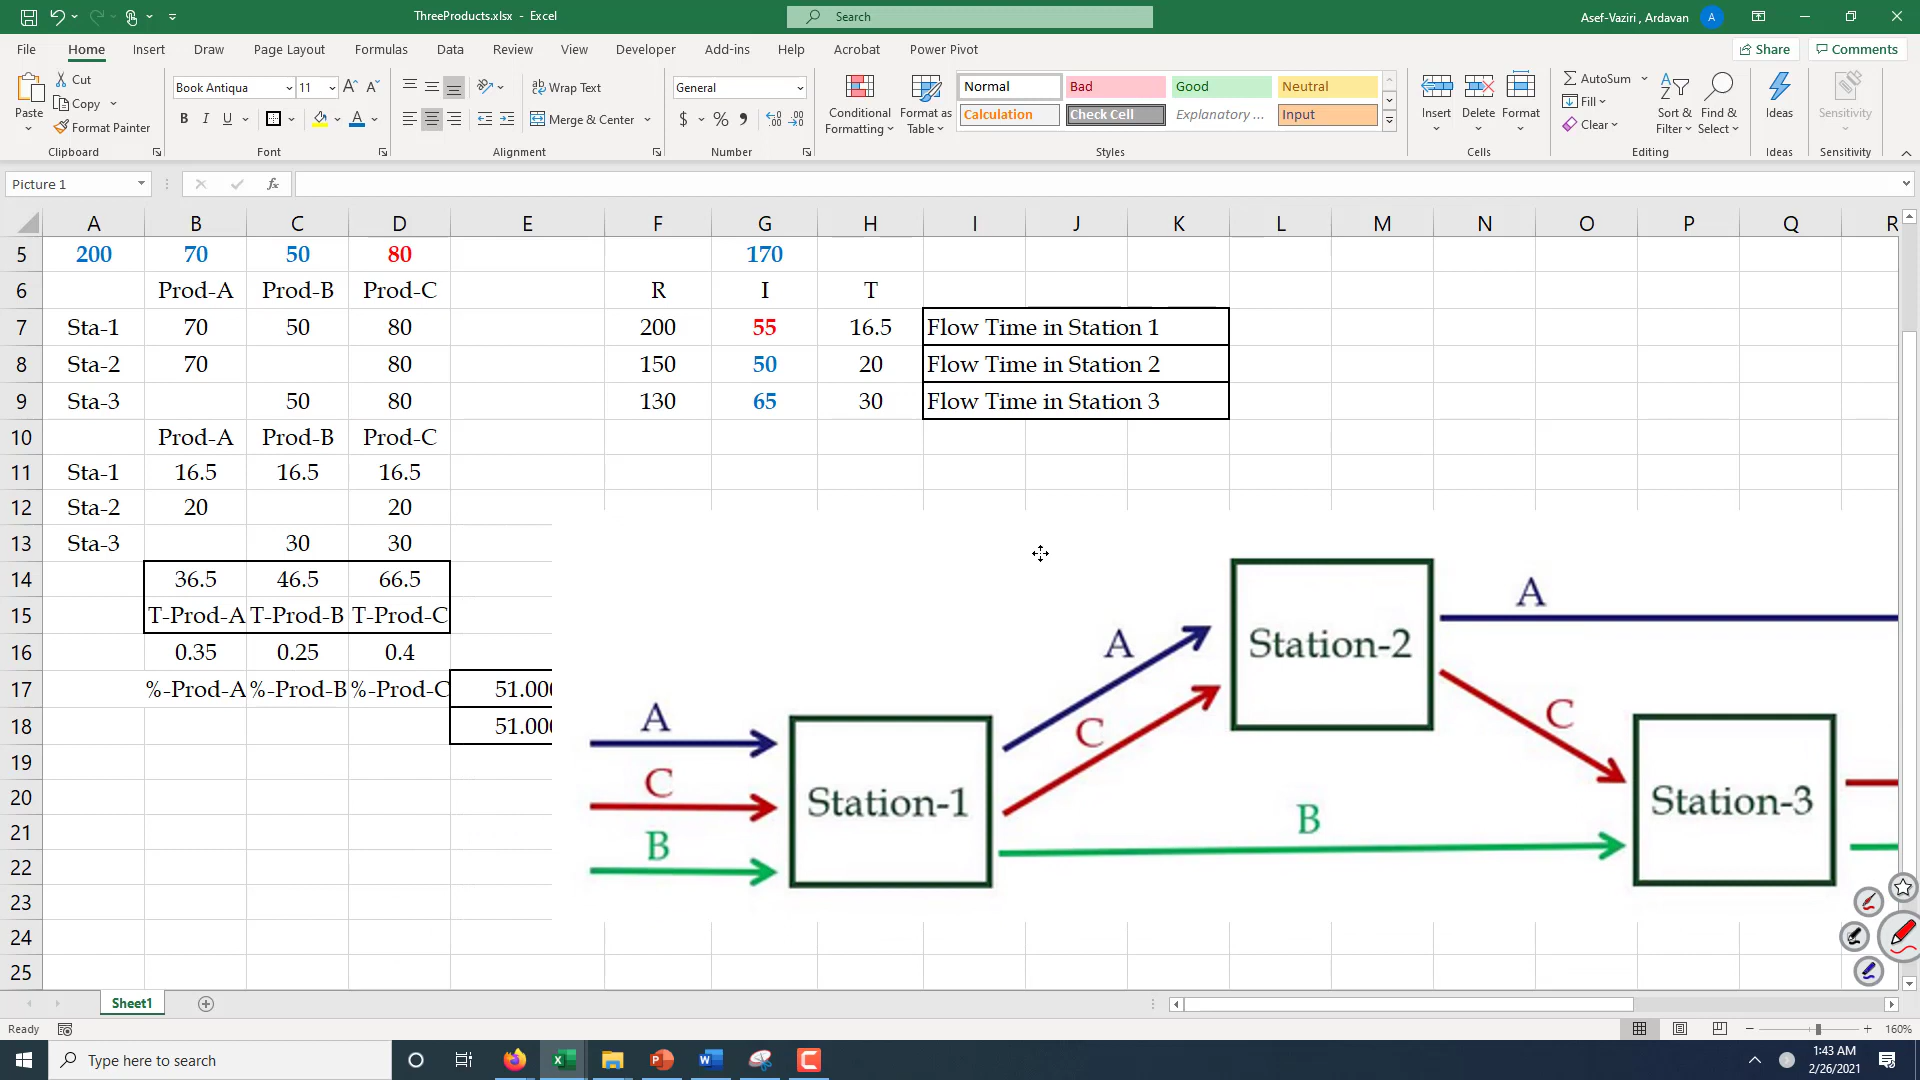 ThreeProducts.xlsx - Excel
Search
Asef-Vaziri , Ardavan
A
File Home Insert Draw Page Layout Formulas Data Review View Developer Add-ins Help Acrobat Power Pivot
Share Comments
Paste
Cut
Copy
Format Painter
Clipboard
Book Antiqua 11
Font
Wrap Text
Merge & Center
Alignment
General
Number
Conditional Formatting
Format as Table
Normal Bad Good Neutral
Calculation Check Cell Explanatory ... Input
Styles
Insert Delete Format
Cells
AutoSum
Fill
Clear
Sort & Filter
Find & Select
Editing
Ideas
Ideas
Sensitivity
Sensitivity
Picture 1
fx
A B C D E F G H I J K L M N O P Q R
5 200 70 50 80 170
6 Prod-A Prod-B Prod-C R I T
7 Sta-1 70 50 80 200 55 16.5 Flow Time in Station 1
8 Sta-2 70 80 150 50 20 Flow Time in Station 2
9 Sta-3 50 80 130 65 30 Flow Time in Station 3
10 Prod-A Prod-B Prod-C
11 Sta-1 16.5 16.5 16.5
12 Sta-2 20 20
13 Sta-3 30 30
14 36.5 46.5 66.5
15 T-Prod-A T-Prod-B T-Prod-C
16 0.35 0.25 0.4
17 %-Prod-A %-Prod-B %-Prod-C 51.000
18 51.000
19
20
21
22
23
24
25
A
C
B
Station-1
A
C
B
Station-2
A
C
Station-3
Sheet1
Ready
160%
Type here to search
1:43 AM
2/26/2021